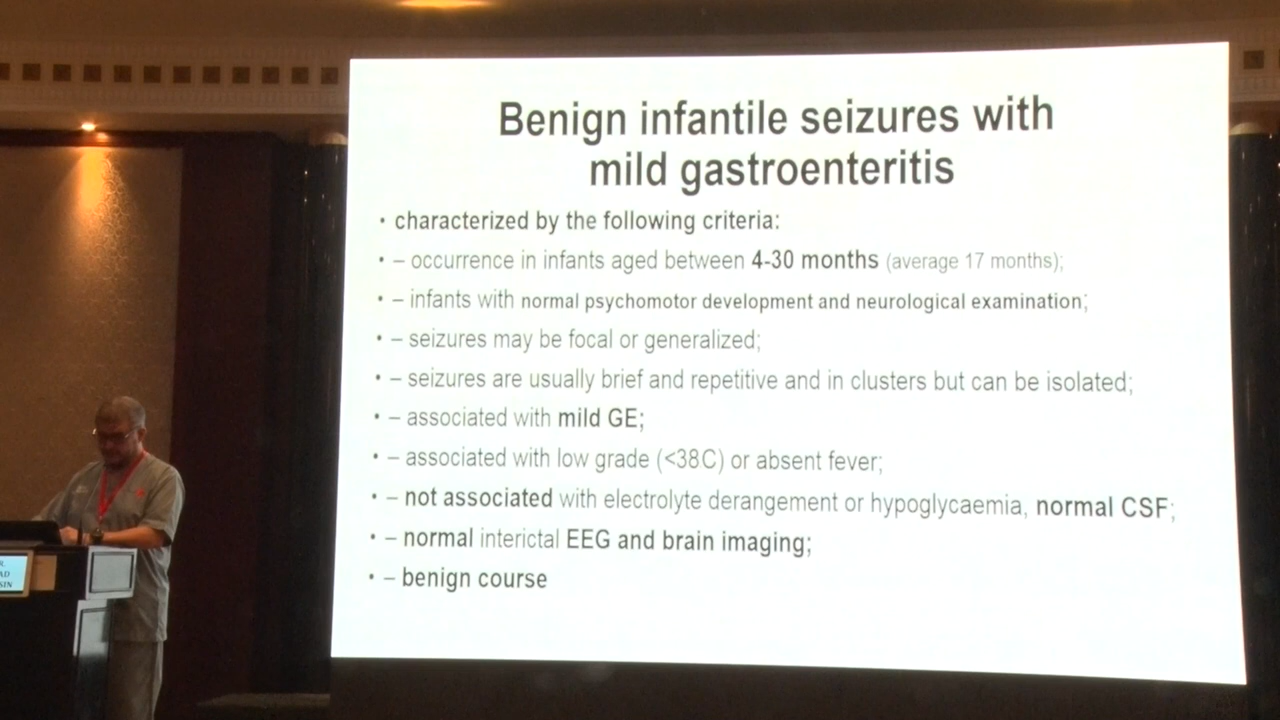 Benign infantile seizures with
mild gastroenteritis
• characterized by the following criteria:
• – occurrence in infants aged between 4-30 months (average 17 months);
• – infants with normal psychomotor development and neurological examination;
• – seizures may be focal or generalized;
• – seizures are usually brief and repetitive and in clusters but can be isolated;
• – associated with mild GE;
• – associated with low grade (<38C) or absent fever;
• – not associated with electrolyte derangement or hypoglycaemia, normal CSF;
• – normal interictal EEG and brain imaging;
• – benign course
R.
AD
SIN